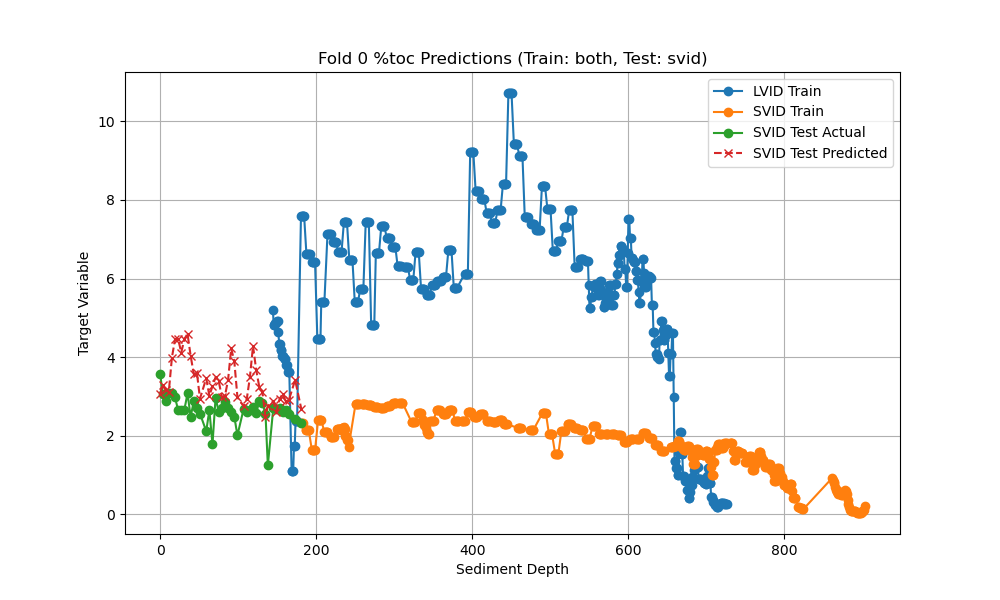 Fold 0 %toc Predictions (Train: both, Test: svid)
LVID Train
SVID Train
SVID Test Actual
SVID Test Predicted
Target Variable
10
8
6
4
2
0
0 200 400 600 800
Sediment Depth